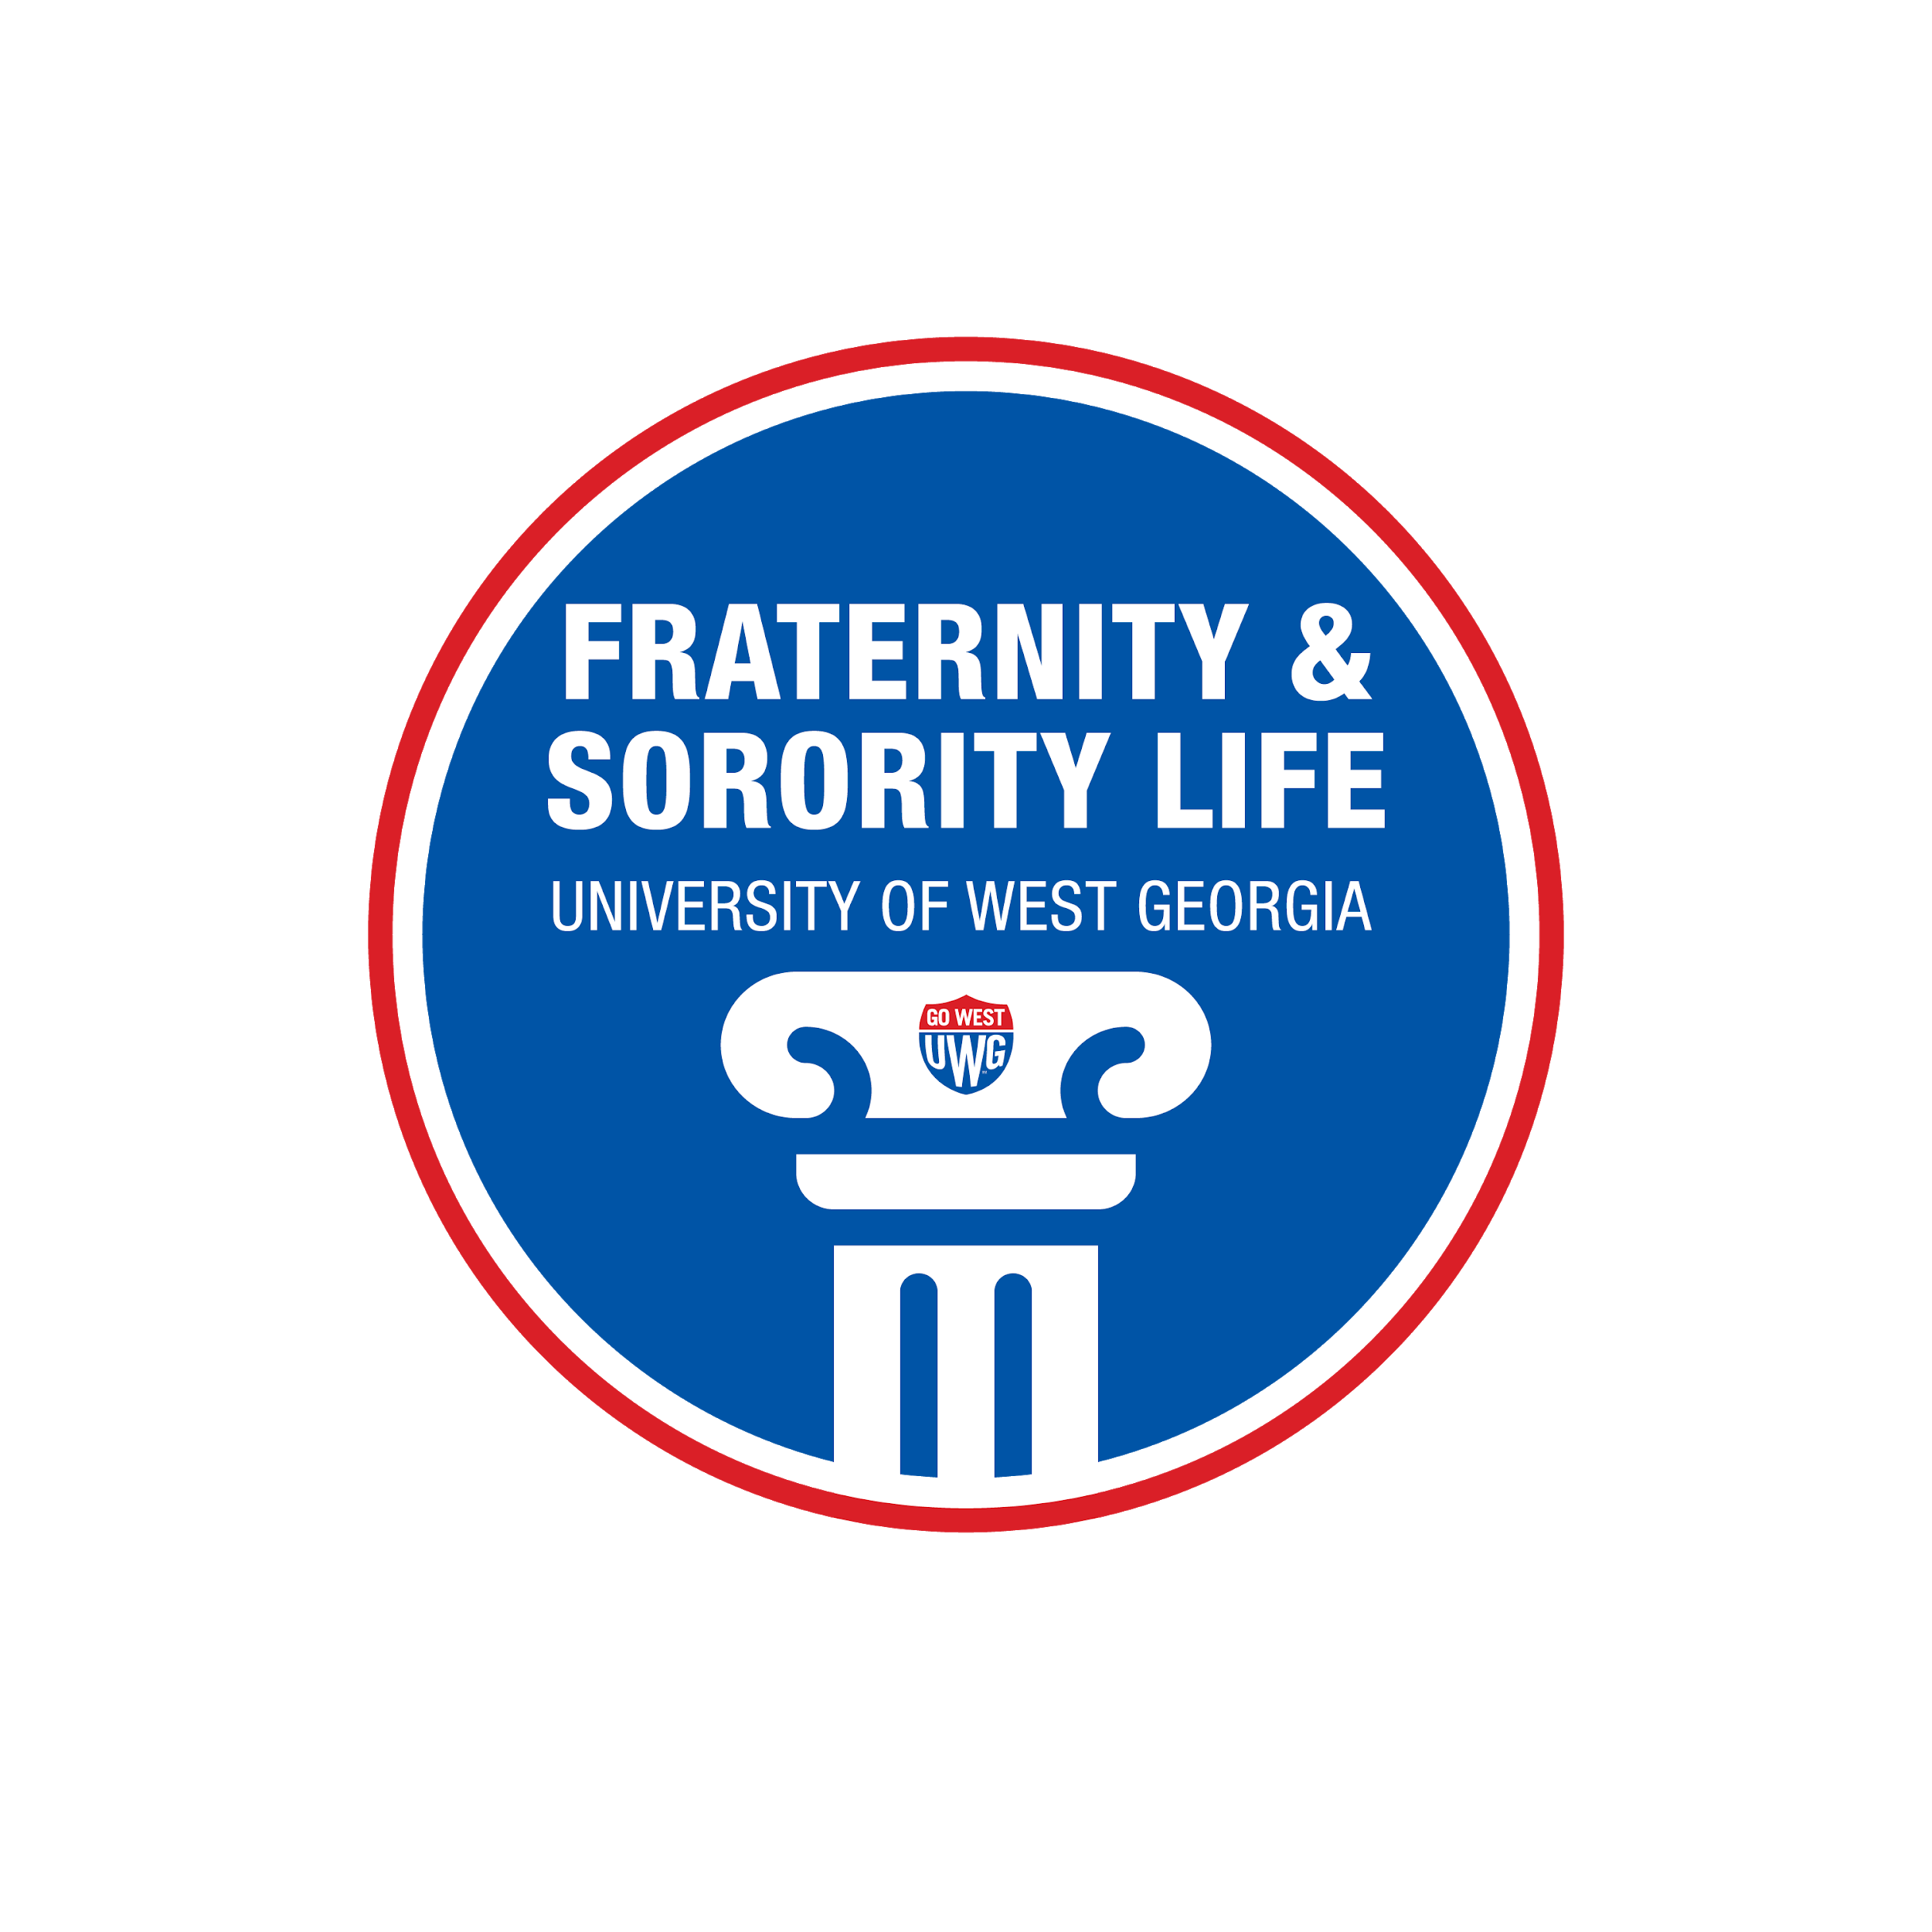 FRATERNITY &
SORORITY LIFE
UNIVERSITY OF WEST GEORGIA
GO WEST
UWG